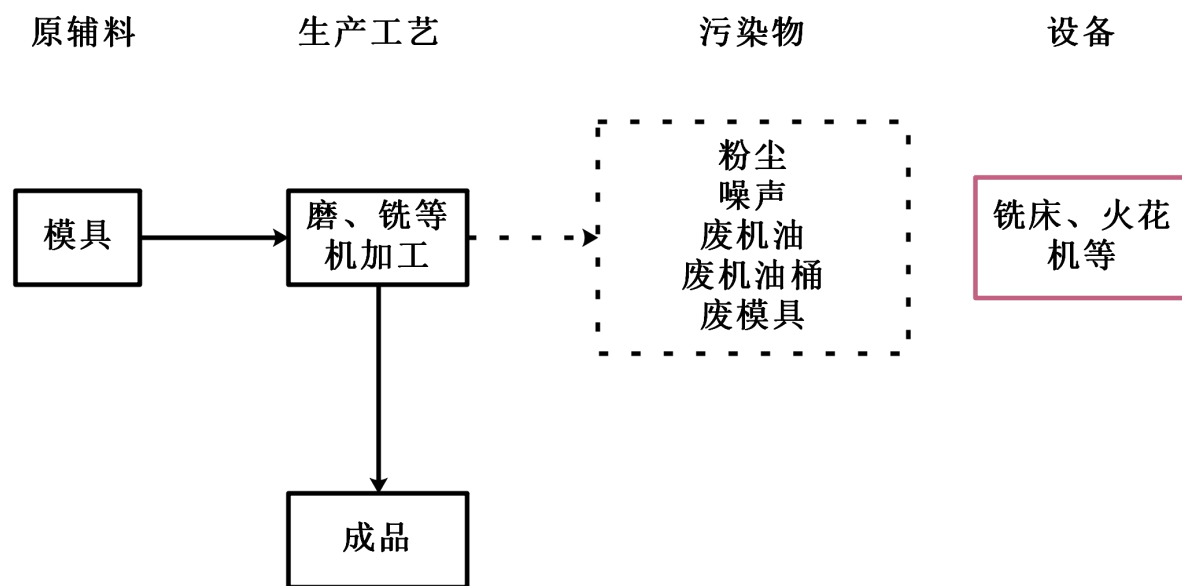 原辅料 生产工艺 污染物 设备
模具
磨、铣等
机加工
粉尘
噪声
废机油
废机油桶
废模具
铣床、火花
机等
成品